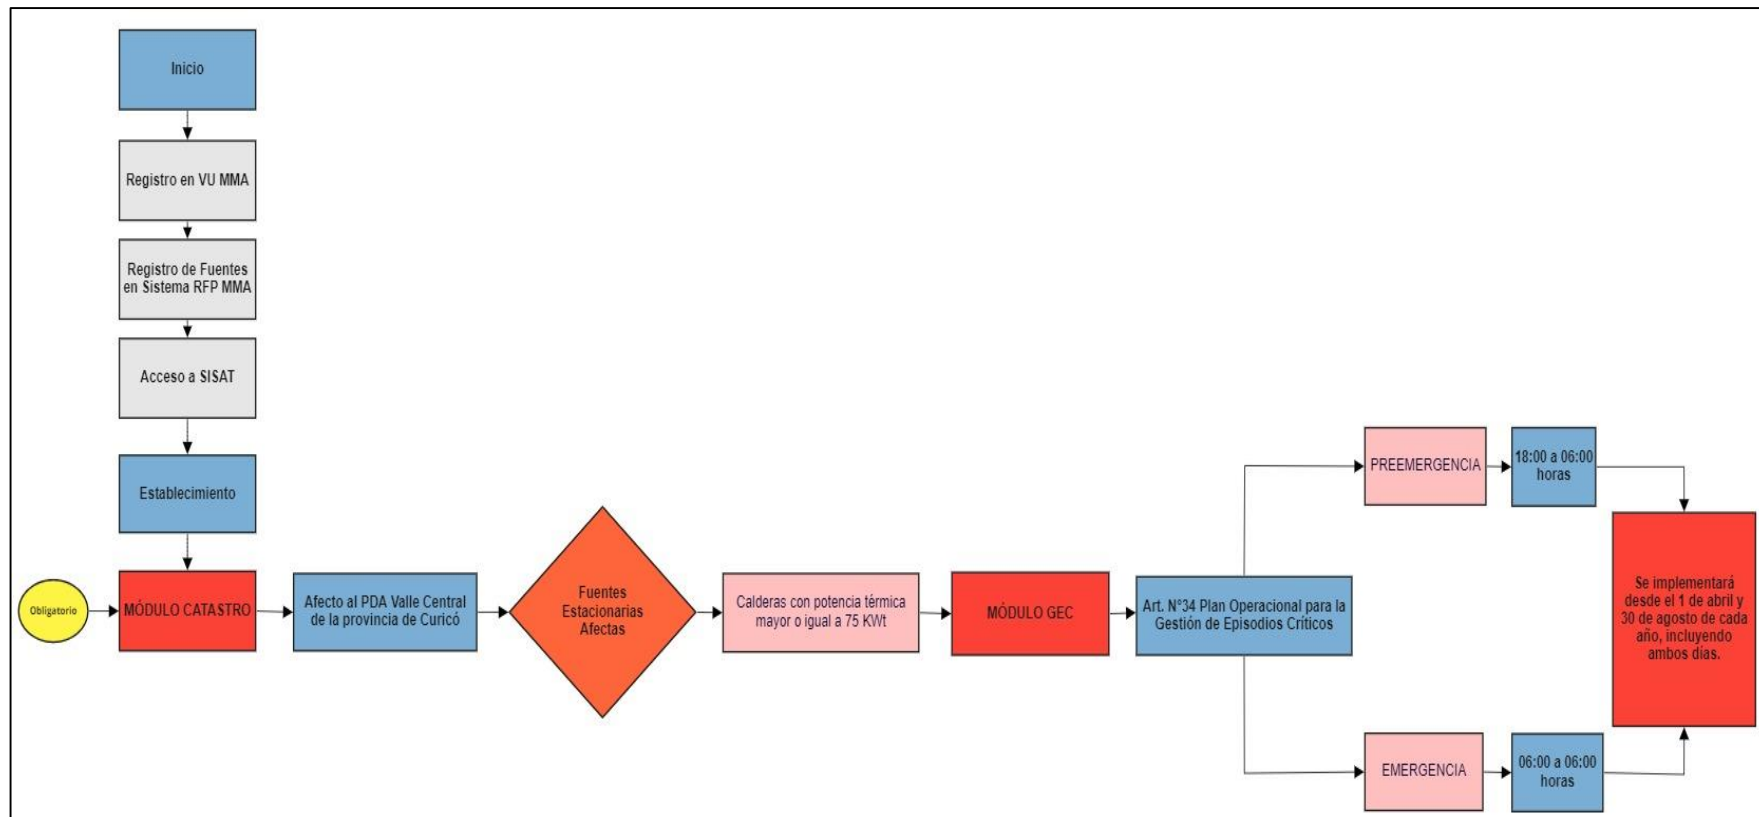 Inicio
Registro en VU MMA
Registro de Fuentes
en Sistema RFP MMA
Acceso a SISAT
Establecimiento
Obligatorio
MÓDULO CATASTRO
Afecto al PDA Valle Central
de la provincia de Curicó
Fuentes
Estacionarias
Afectas
Calderas con potencia térmica
mayor o igual a 75 KWt
MÓDULO GEC
Art. N°34 Plan Operacional para la
Gestión de Episodios Críticos
PREEMERGENCIA
18:00 a 06:00
horas
EMERGENCIA
06:00 a 06:00
horas
Se implementará
desde el 1 de abril y
30 de agosto de cada
año, incluyendo
ambos días.